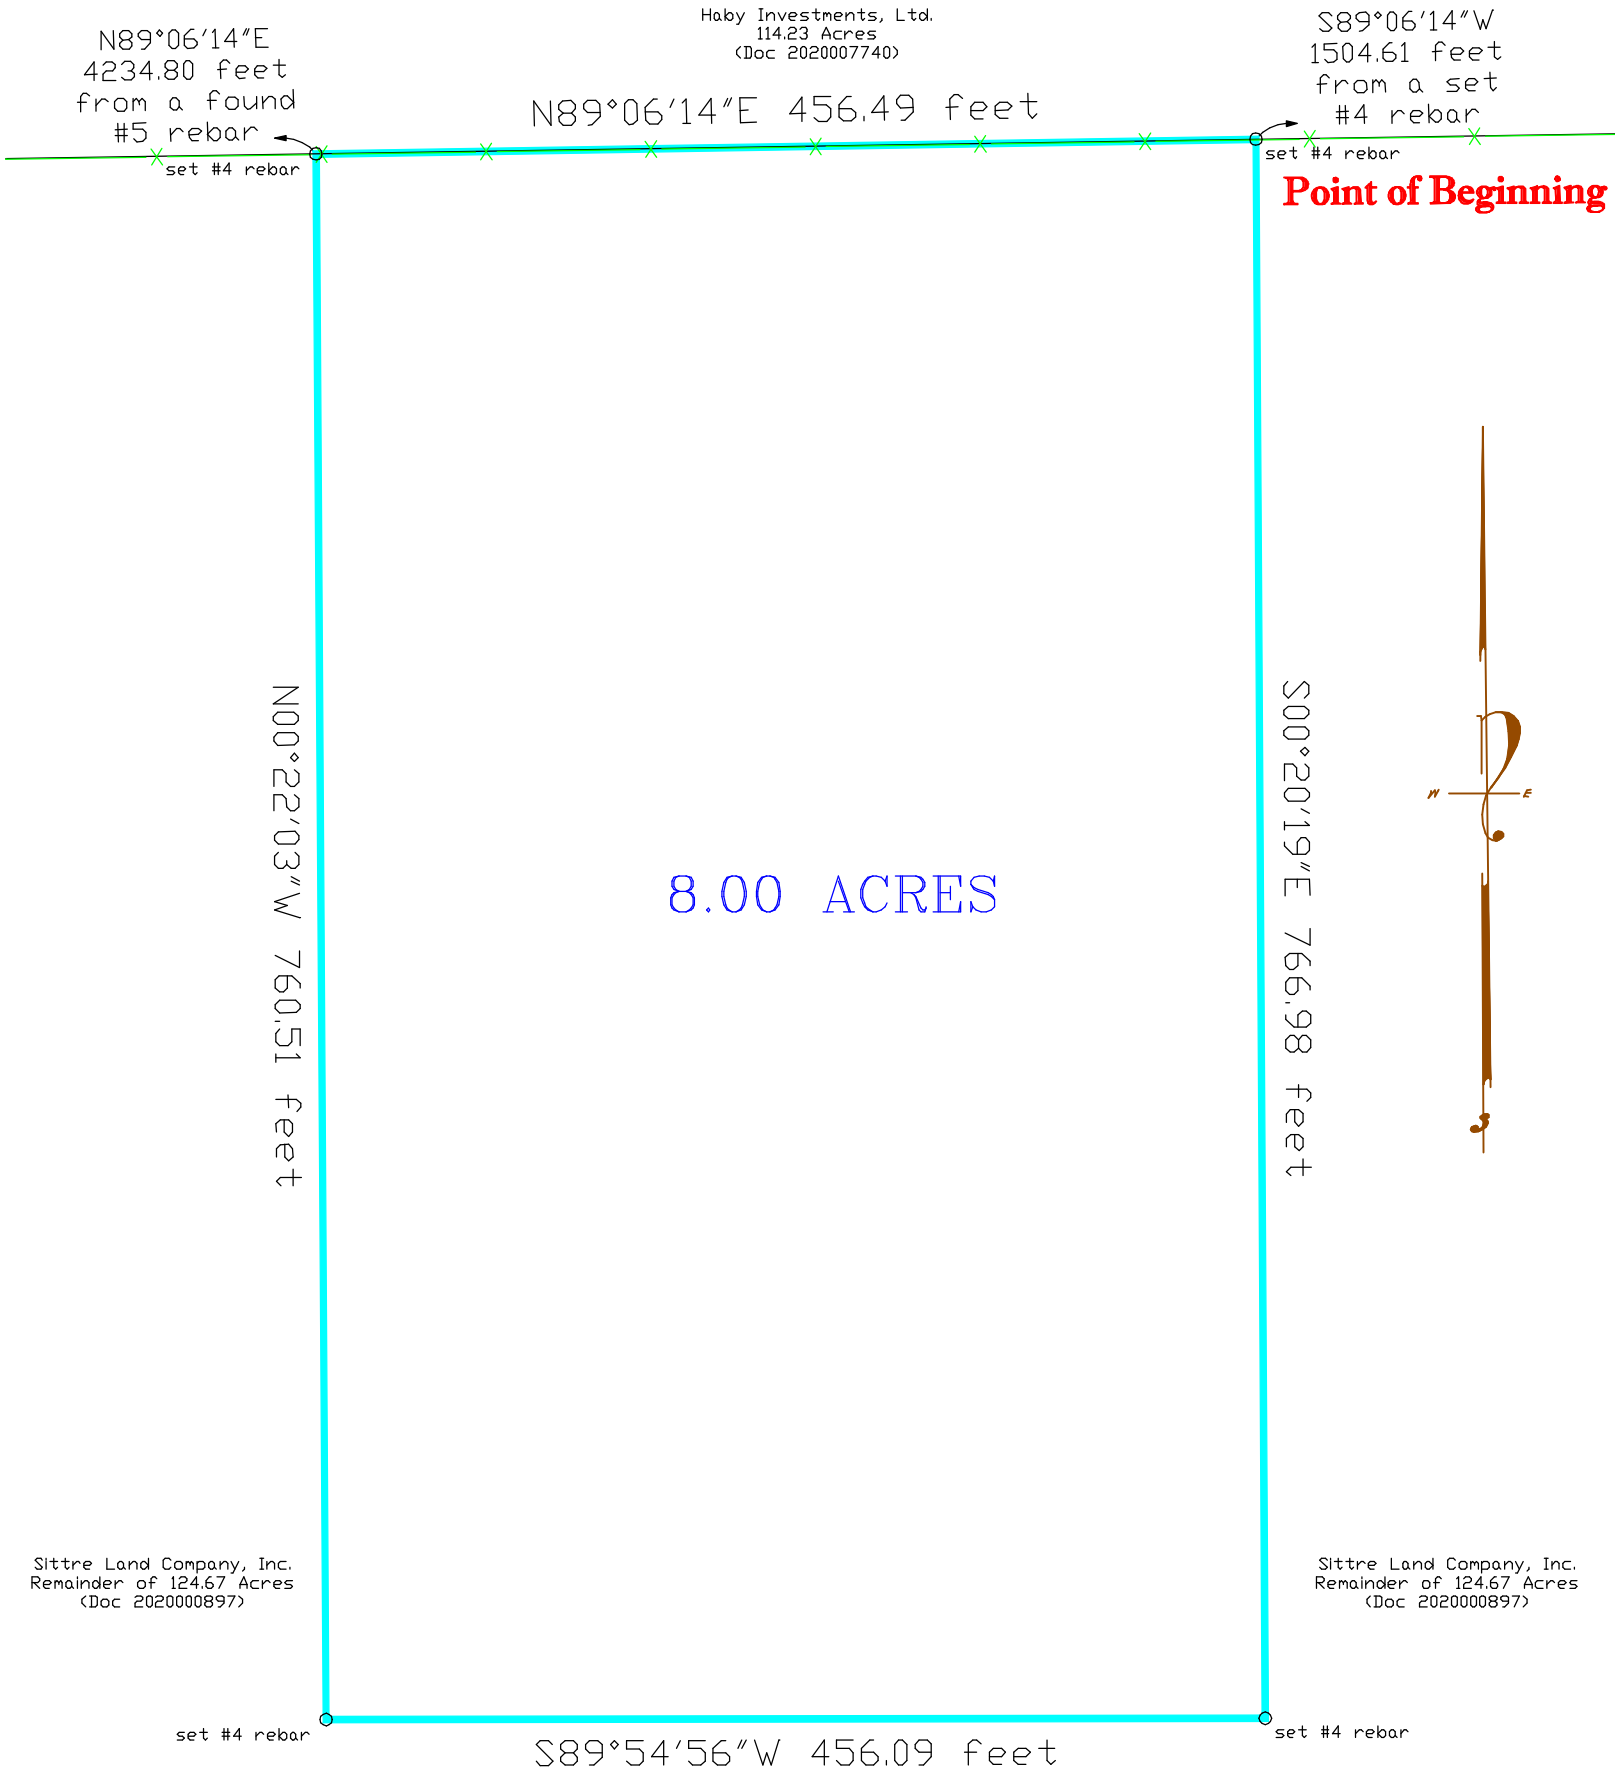 Haby Investments, Ltd.
114.23 Acres
(Doc 2020007740)
N89°06'14"E
4234.80 feet
from a found
#5 rebar
S89°06'14"W
1504.61 feet
from a set
#4 rebar
N89°06'14"E 456.49 feet
set #4 rebar
set #4 rebar
Point of Beginning
N00°22'03"W 760.51 feet
S00°20'19"E 766.98 feet
W E
8.00 ACRES
S
Sittre Land Company, Inc.
Remainder of 124.67 Acres
(Doc 2020000897)
Sittre Land Company, Inc.
Remainder of 124.67 Acres
(Doc 2020000897)
set #4 rebar
set #4 rebar
S89°54'56"W 456.09 feet